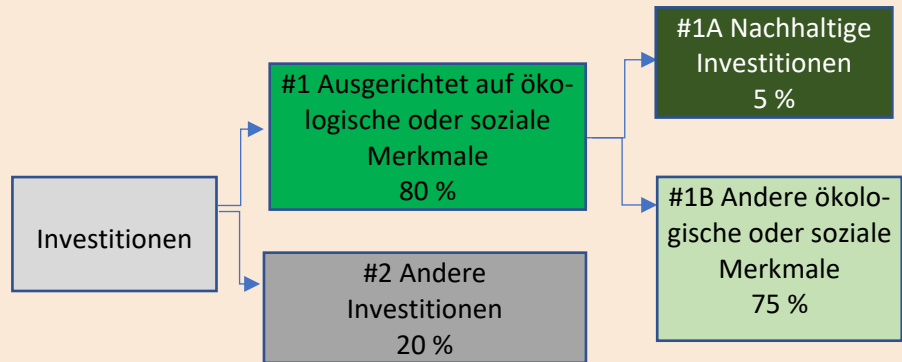 #1A Nachhaltige
Investitionen
5 %
#1 Ausgerichtet auf öko-
logische oder soziale
Merkmale
80 %
Investitionen
#1B Andere ökolo-
gische oder soziale
Merkmale
75 %
#2 Andere
Investitionen
20 %